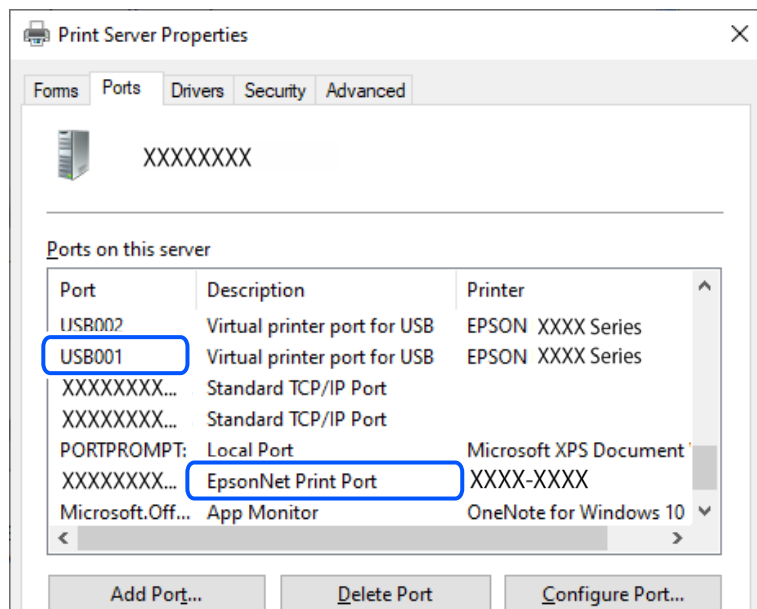 Print Server Properties
Forms Ports Drivers Security Advanced
XXXXXXXX
Ports on this server
Port Description Printer
USB002 Virtual printer port for USB EPSON XXXX Series
USB001 Virtual printer port for USB EPSON XXXX Series
XXXXXXXX... Standard TCP/IP Port
XXXXXXXX... Standard TCP/IP Port
PORTPROMPT: Local Port Microsoft XPS Document
XXXXXXXX... EpsonNet Print Port XXXX-XXXX
Microsoft.Off... App Monitor OneNote for Windows 10
Add Port... Delete Port Configure Port...